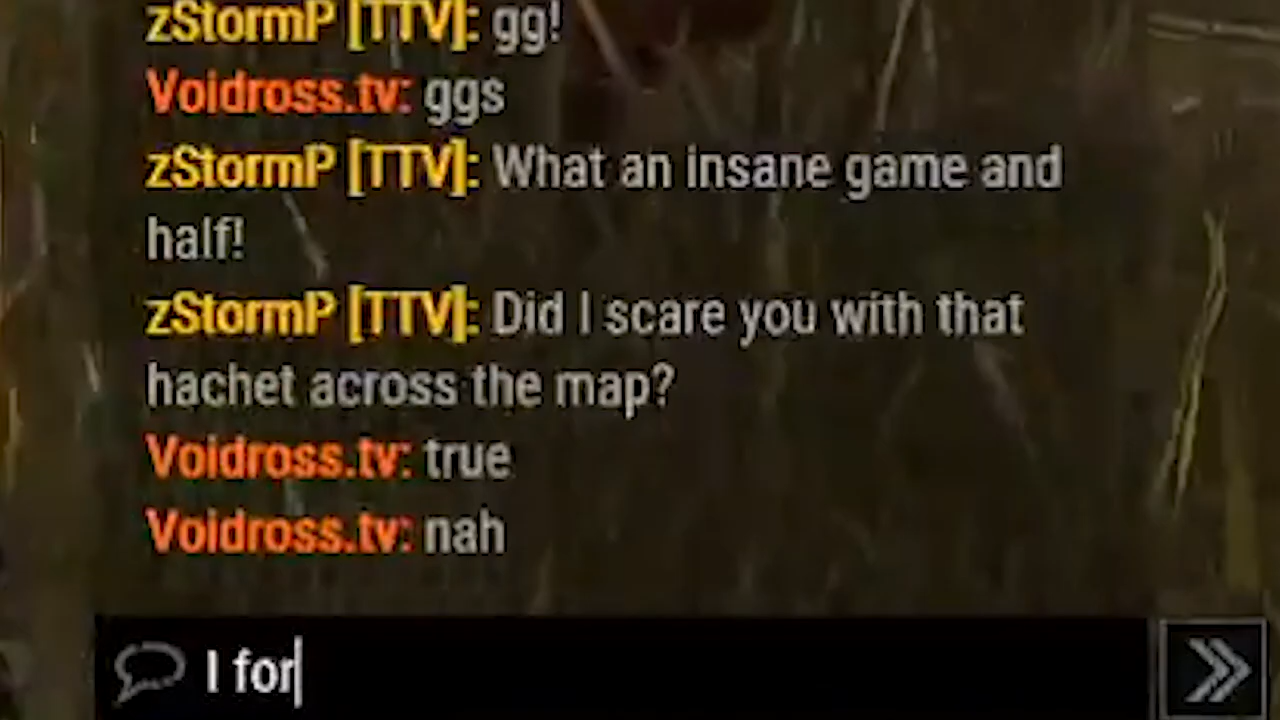 zStormP [TTV]: gg!
Voidross.tv: ggs
zStormP [TTV]: What an insane game and
half!
zStormP [TTV]: Did I scare you with that
hachet across the map?
Voidross.tv: true
Voidross.tv: nah
I for